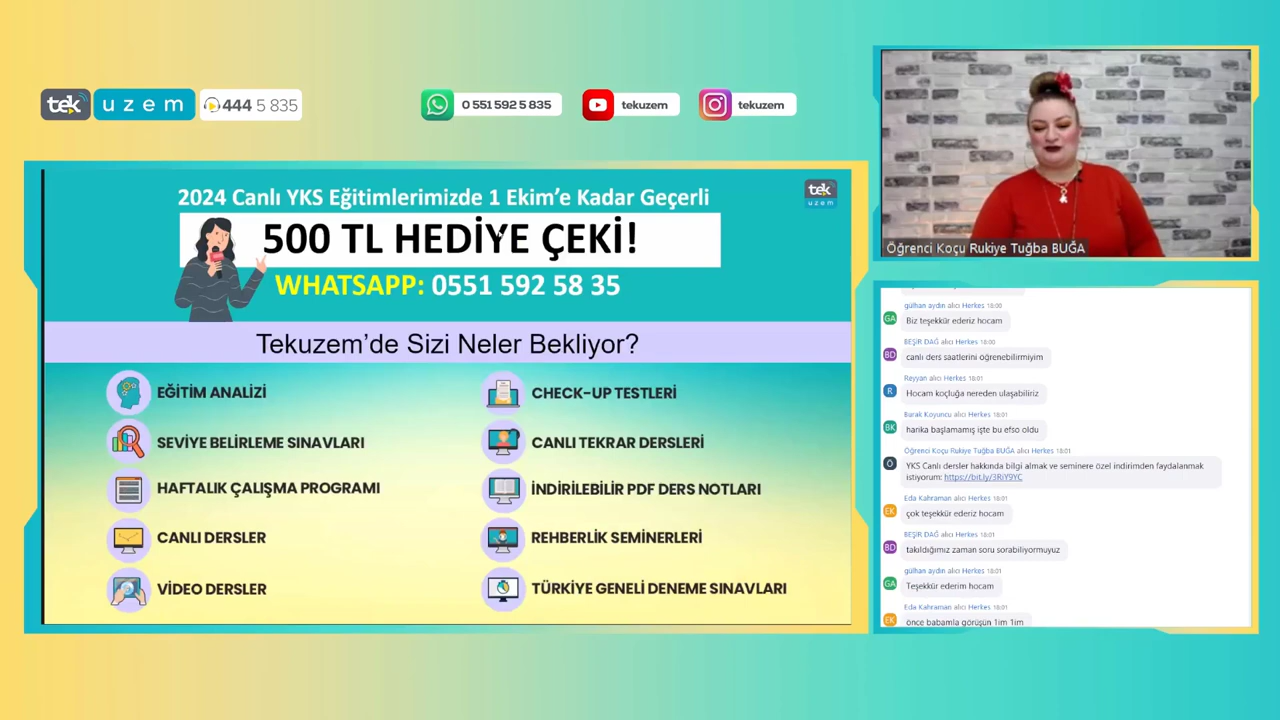 tek uzem 444 5 835
0 551 592 5 835
tekuzem
tekuzem
2024 Canlı YKS Eğitimlerimizde 1 Ekim'e Kadar Geçerli
tek uzem
500 TL HEDİYE ÇEKİ!
WHATSAPP: 0551 592 58 35
Tekuzem'de Sizi Neler Bekliyor?
EĞİTİM ANALİZİ
SEVİYE BELİRLEME SINAVLARI
HAFTALIK ÇALIŞMA PROGRAMI
CANLI DERSLER
VİDEO DERSLER
CHECK-UP TESTLERİ
CANLI TEKRAR DERSLERİ
İNDİRİLEBİLİR PDF DERS NOTLARI
REHBERLİK SEMİNERLERİ
TÜRKİYE GENELİ DENEME SINAVLARI
Öğrenci Koçu Rukiye Tuğba BUĞA
gülhan aydın alıcı Herkes 18:00
GA
Biz teşekkür ederiz hocam
BEŞİR DAĞ alıcı Herkes 18:00
BD
canlı ders saatlerini öğrenebilirmiyim
Reyyan alıcı Herkes 18:01
R
Hocam koçluğa nereden ulaşabiliriz
Barak Koyuncu alıcı Herkes 18:01
BK
harika başlamamış işte bu efso oldu
Öğrenci Koçu Rukiye Tuğba BUĞA alıcı Herkes 18:01
Ö
YKS Canlı dersler hakkında bilgi almak ve seminere özel indirimden faydalanmak
istiyorum: https://bit.ly/3RiY9YC
Eda Kahraman alıcı Herkes 18:01
EK
çok teşekkür ederiz hocam
BEŞİR DAĞ alıcı Herkes 18:01
BD
takıldığımız zaman soru sorabiliyormuyuz
gülhan aydın alıcı Herkes 18:01
GA
Teşekkür ederim hocam
Eda Kahraman alıcı Herkes 18:01
EK
önce babamla görüşün 1im 1im